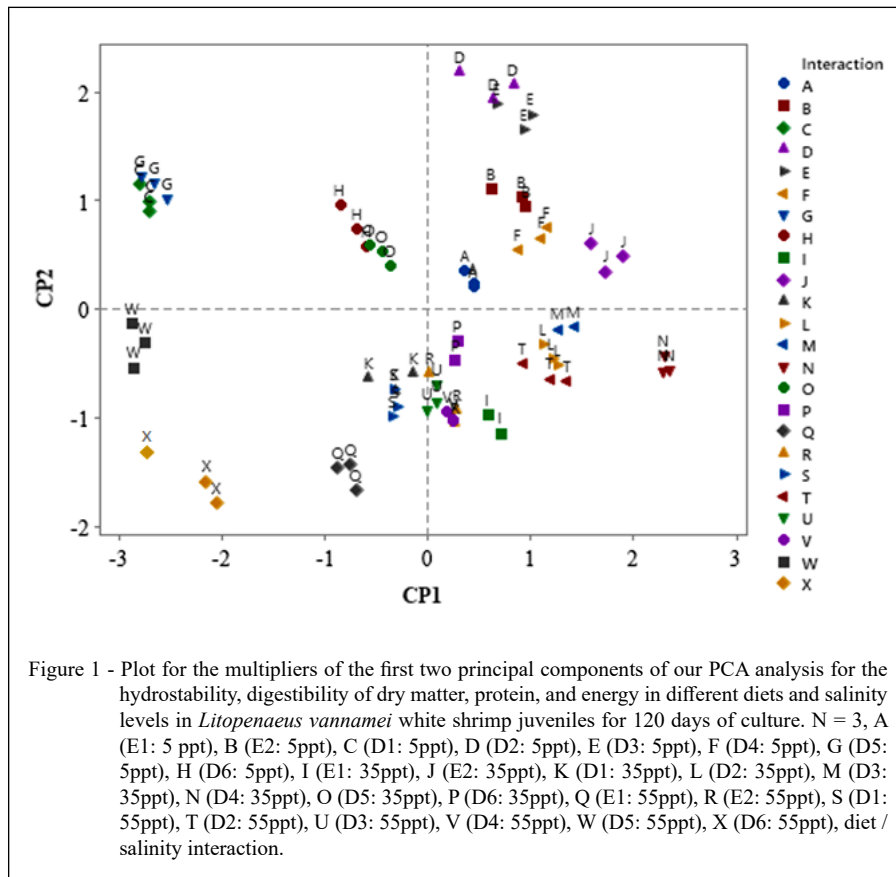 Interaction
A
B
C
D
E
F
G
H
I
J
K
L
M
N
O
P
Q
R
S
T
U
V
W
X
2
1
0
-1
-2
CP2
-3
-2
-1
0
1
2
3
CP1
D
D
D
E
E
E
B
B
F
F
F
J
J
J
G
G
G
H
H
O
O
A
A
W
W
W
P
P
M
M
L
L
T
T
T
N
N
N
K
K
R
R
S
S
U
U
V
I
I
Q
Q
Q
X
X
X
Figure 1 - Plot for the multipliers of the first two principal components of our PCA analysis for the
hydrostability, digestibility of dry matter, protein, and energy in different diets and salinity
levels in Litopenaeus vannamei white shrimp juveniles for 120 days of culture. N = 3, A
(E1: 5 ppt), B (E2: 5ppt), C (D1: 5ppt), D (D2: 5ppt), E (D3: 5ppt), F (D4: 5ppt), G (D5:
5ppt), H (D6: 5ppt), I (E1: 35ppt), J (E2: 35ppt), K (D1: 35ppt), L (D2: 35ppt), M (D3:
35ppt), N (D4: 35ppt), O (D5: 35ppt), P (D6: 35ppt), Q (E1: 55ppt), R (E2: 55ppt), S (D1:
55ppt), T (D2: 55ppt), U (D3: 55ppt), V (D4: 55ppt), W (D5: 55ppt), X (D6: 55ppt), diet /
salinity interaction.